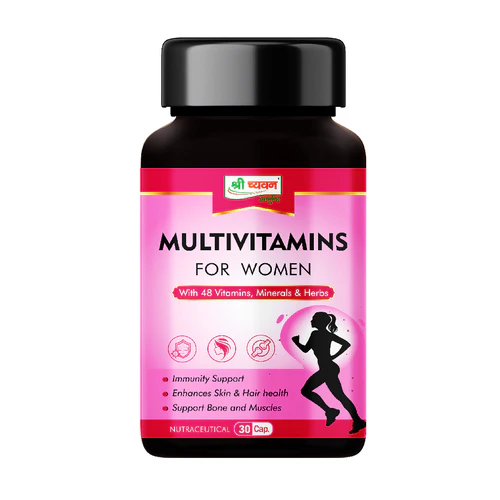 श्री च्यवन
आयुर्वेद
MULTIVITAMINS
FOR WOMEN
With 48 Vitamins, Minerals & Herbs
Immunity Support
Enhances Skin & Hair health
Support Bone and Muscles
NUTRACEUTICAL 30 Cap.